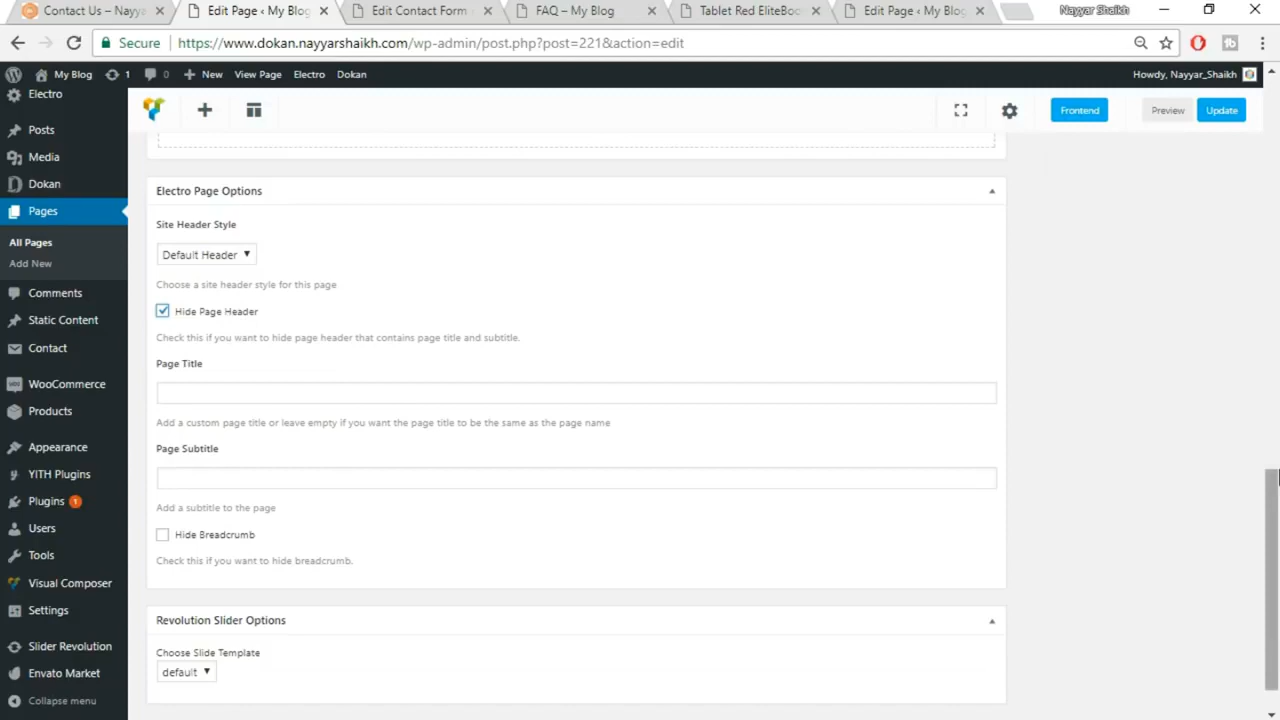 Contact Us – Nayya
Edit Page ‹ My Blog
Edit Contact Form
FAQ – My Blog
Tablet Red EliteBoo
Edit Page ‹ My Blog
Nayyar Shaikh
Secure
https://www.dokan.nayyarshaikh.com/wp-admin/post.php?post=221&action=edit
My Blog
1
0
New
View Page
Electro
Dokan
Howdy, Nayyar_Shaikh
Electro
Posts
Media
Dokan
Pages
All Pages
Add New
Comments
Static Content
Contact
WooCommerce
Products
Appearance
YITH Plugins
Plugins 1
Users
Tools
Visual Composer
Settings
Slider Revolution
Envato Market
Collapse menu
Frontend
Preview
Update
Electro Page Options
Site Header Style
Default Header
Choose a site header style for this page
Hide Page Header
Check this if you want to hide page header that contains page title and subtitle.
Page Title
Add a custom page title or leave empty if you want the page title to be the same as the page name
Page Subtitle
Add a subtitle to the page
Hide Breadcrumb
Check this if you want to hide breadcrumb.
Revolution Slider Options
Choose Slide Template
default